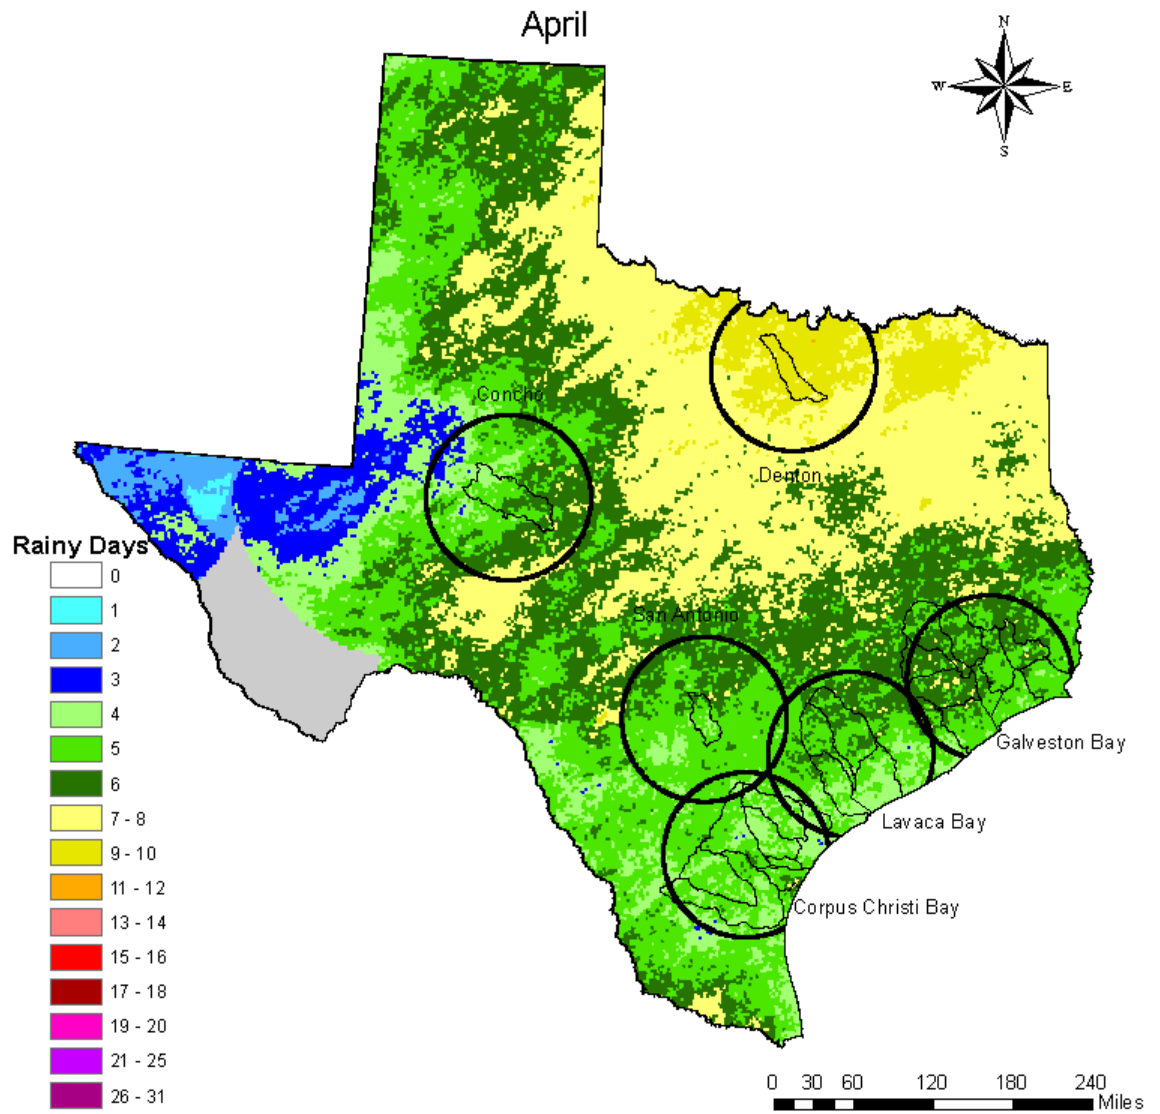 April
N
W E
S
Concho
Denton
Rainy Days
0
1
2
3
4
5
6
7 - 8
9 - 10
11 - 12
13 - 14
15 - 16
17 - 18
19 - 20
21 - 25
26 - 31
San Antonio
Galveston Bay
Lavaca Bay
Corpus Christi Bay
0 30 60 120 180 240
Miles